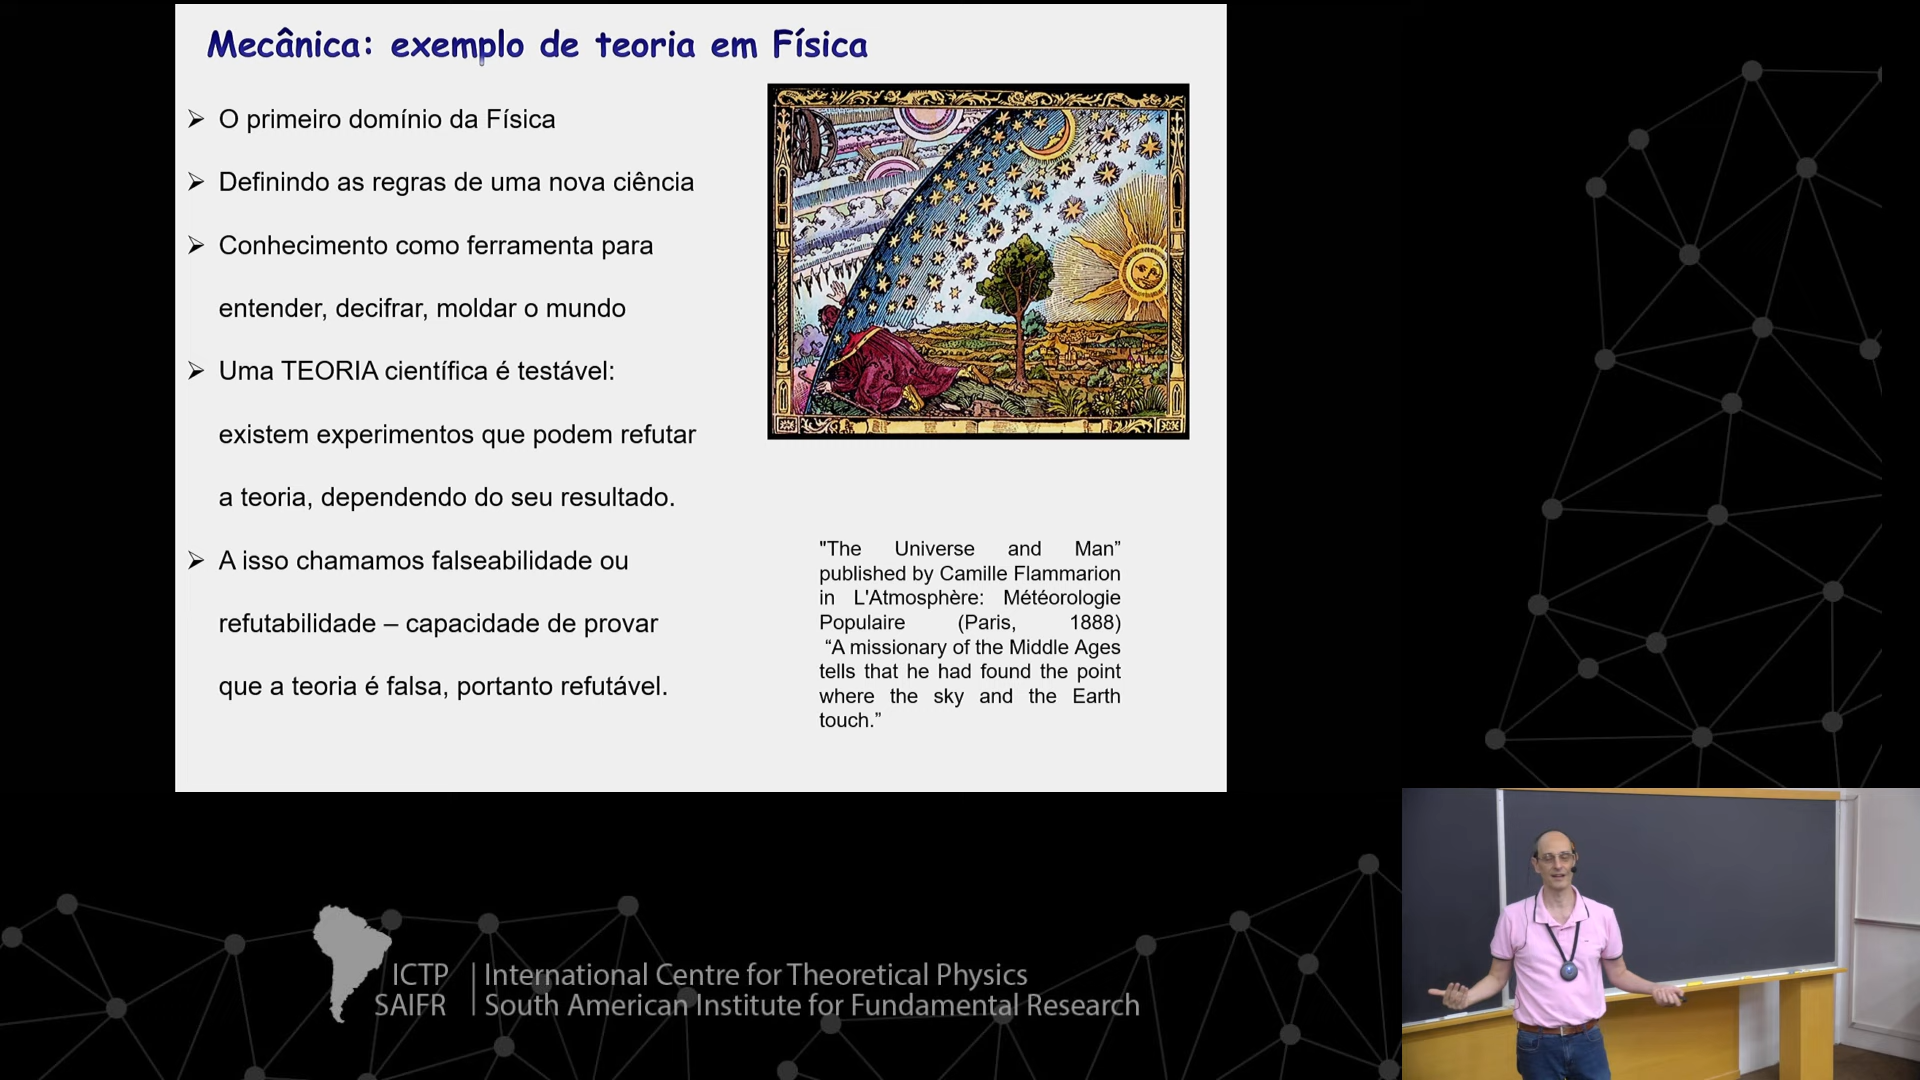 Mecânica: exemplo de teoria em Física
➢ O primeiro domínio da Física
➢ Definindo as regras de uma nova ciência
➢ Conhecimento como ferramenta para
entender, decifrar, moldar o mundo
➢ Uma TEORIA científica é testável:
existem experimentos que podem refutar
a teoria, dependendo do seu resultado.
➢ A isso chamamos falseabilidade ou
refutabilidade – capacidade de provar
que a teoria é falsa, portanto refutável.
"The Universe and Man”
published by Camille Flammarion
in L'Atmosphère: Météorologie
Populaire (Paris, 1888)
“A missionary of the Middle Ages
tells that he had found the point
where the sky and the Earth
touch.”
ICTP | International Centre for Theoretical Physics
SAIFR | South American Institute for Fundamental Research